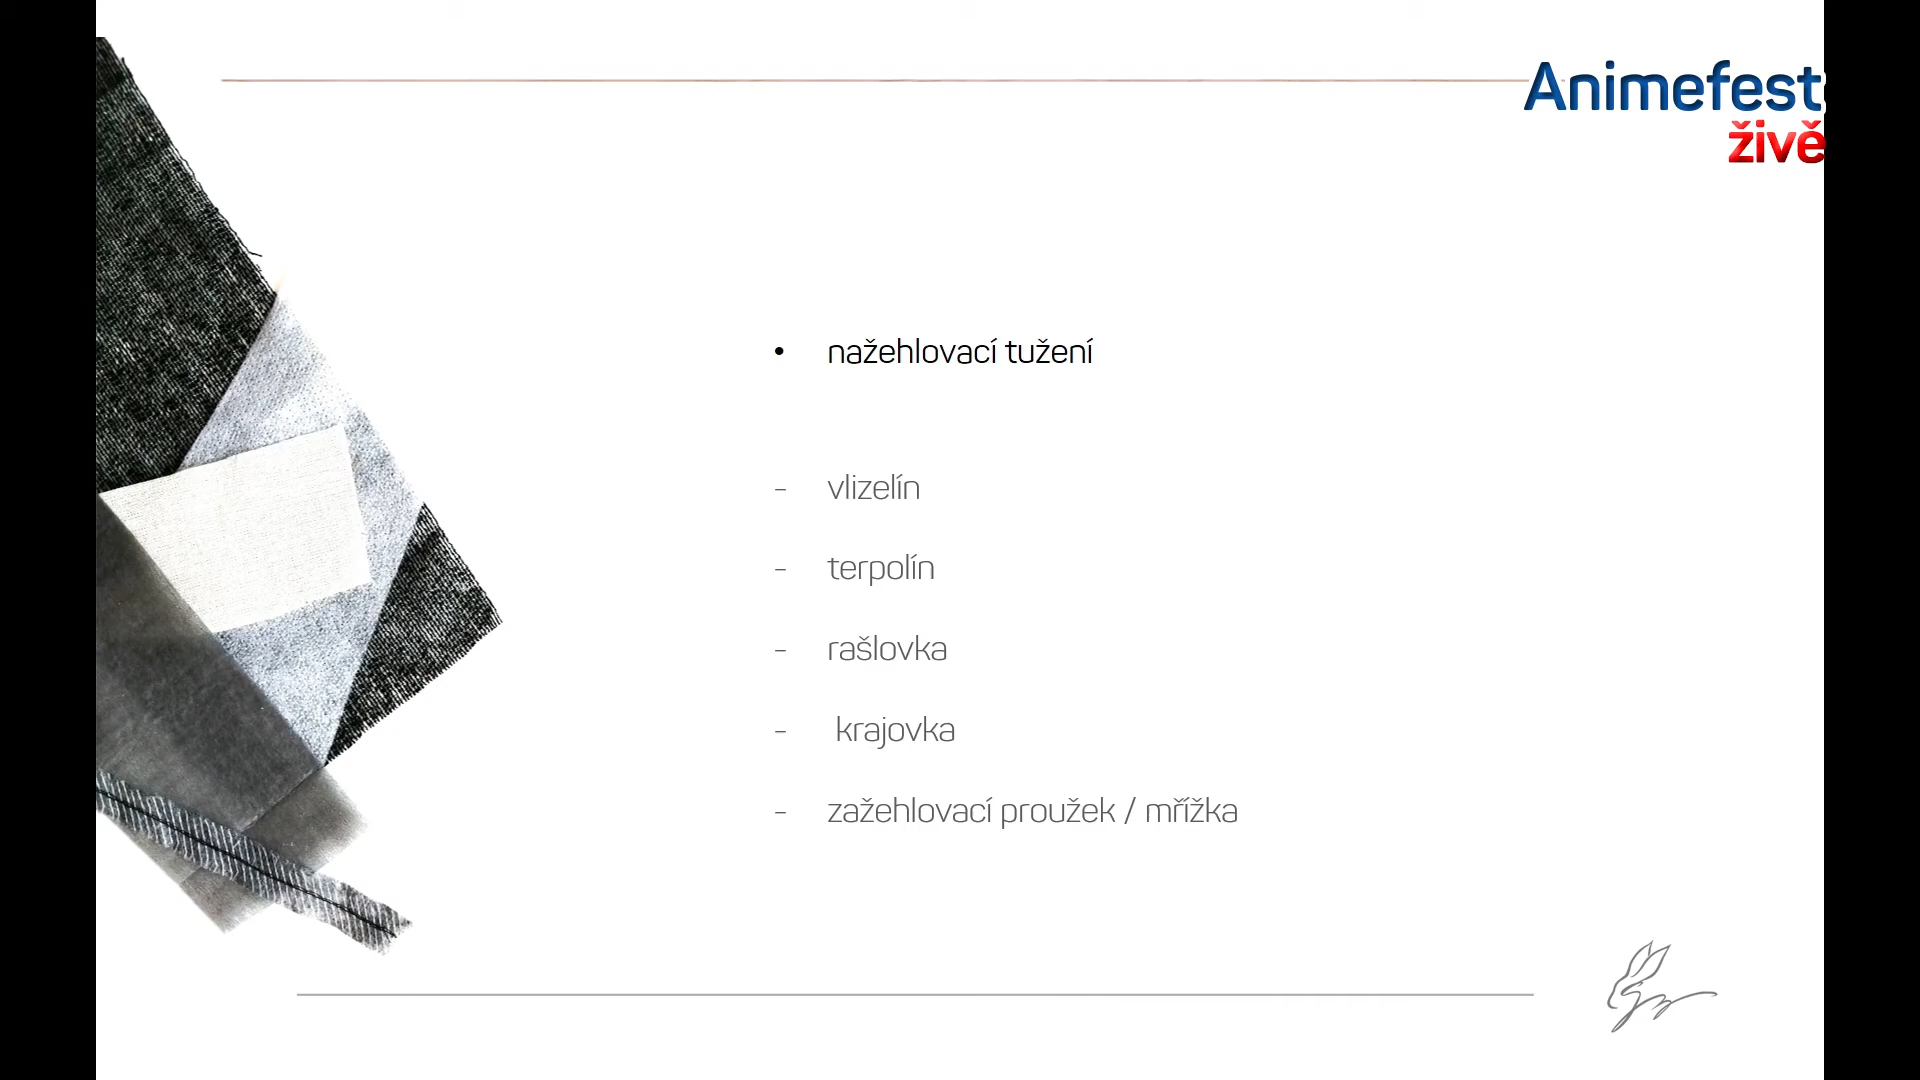 Animefest
živě
• nažehlovací tužení
- vlizelín
- terpolín
- rašlovka
- krajovka
- zažehlovací proužek / mřížka